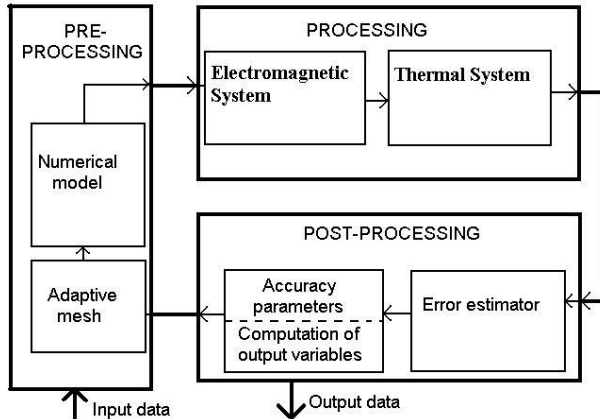 PRE-
PROCESSING
Numerical
model
Adaptive
mesh
Input data
PROCESSING
Electromagnetic
System
Thermal System
POST-PROCESSING
Accuracy
parameters
Computation of
output variables
Error estimator
Output data